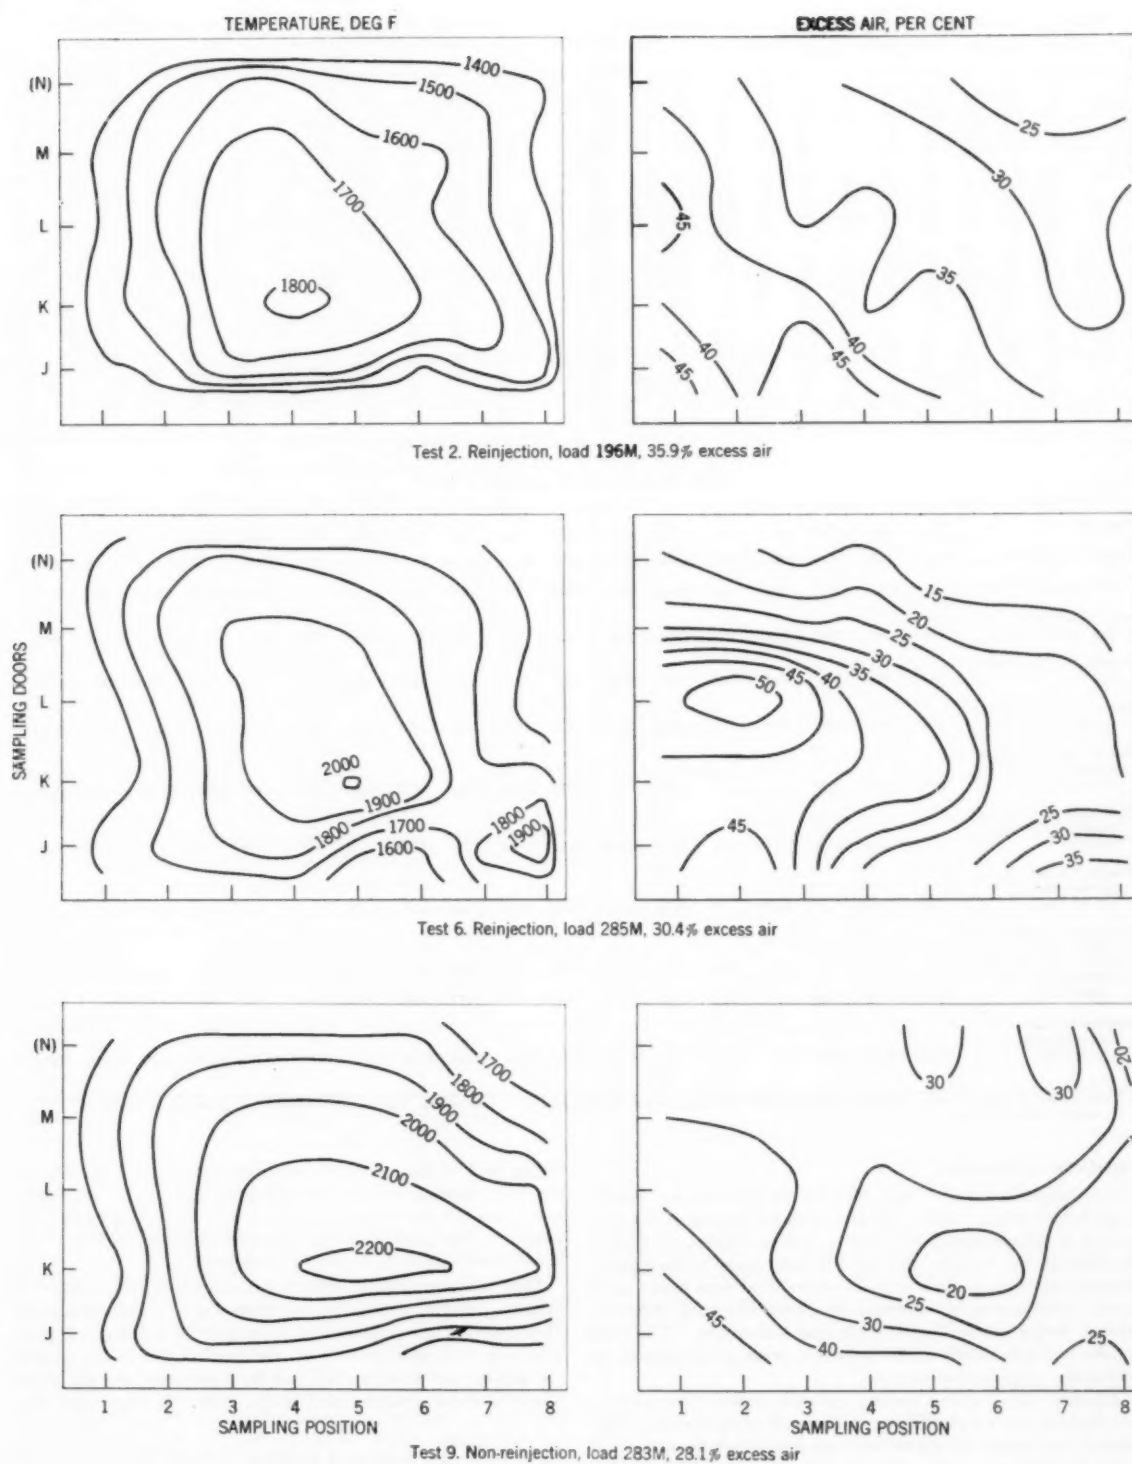 TEMPERATURE, DEG F
EXCESS AIR, PER CENT
(N)
M
L
K
J
1400
1500
1600
1700
1800
25
30
35
40
45
45
40
45
Test 2. Reinjection, load 196M, 35.9% excess air
SAMPLING DOORS
(N)
M
L
K
J
2000
1900
1800
1700
1600
1800
1900
15
20
25
30
35
40
45
50
45
25
30
35
Test 6. Reinjection, load 285M, 30.4% excess air
(N)
M
L
K
J
1700
1800
1900
2000
2100
2200
30
30
20
20
25
30
40
45
25
1 2 3 4 5 6 7 8
SAMPLING POSITION
1 2 3 4 5 6 7 8
SAMPLING POSITION
Test 9. Non-reinjection, load 283M, 28.1% excess air